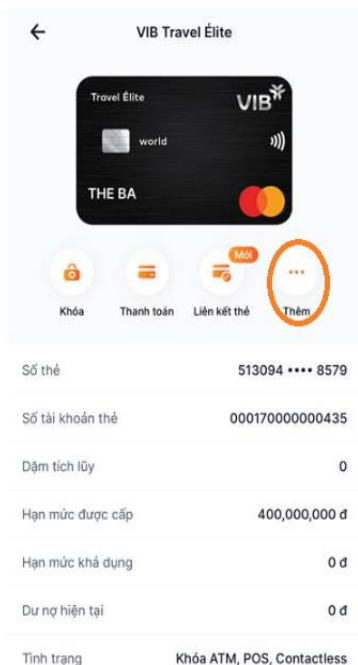 VIB Travel Élite
Travel Élite
VIB
world
THE BA
Mới
Khóa Thanh toán Liên kết thẻ Thêm
Số thẻ 513094 •••• 8579
Số tài khoản thẻ 000170000000435
Dặm tích lũy 0
Hạn mức được cấp 400,000,000 đ
Hạn mức khả dụng 0 đ
Dư nợ hiện tại 0 đ
Tình trạng Khóa ATM, POS, Contactless